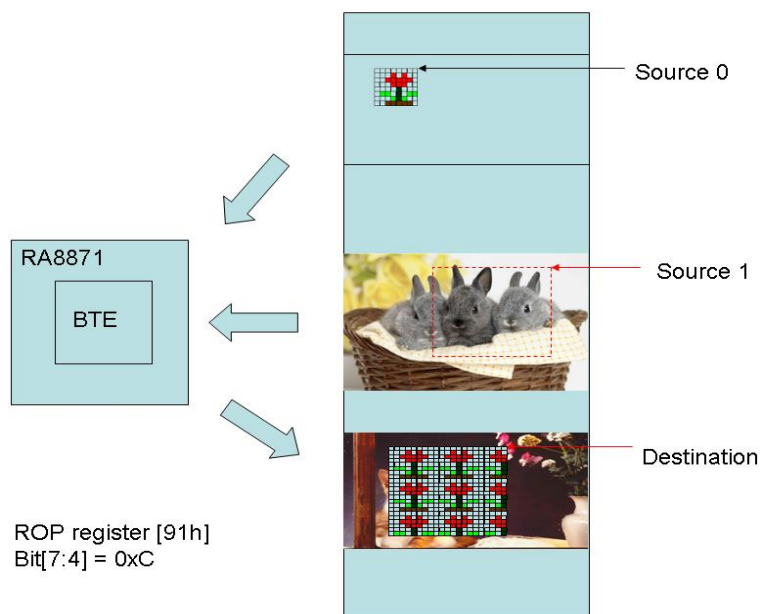 Source 0
RA8871
BTE
Source 1
Destination
ROP register [91h]
Bit[7:4] = 0xC